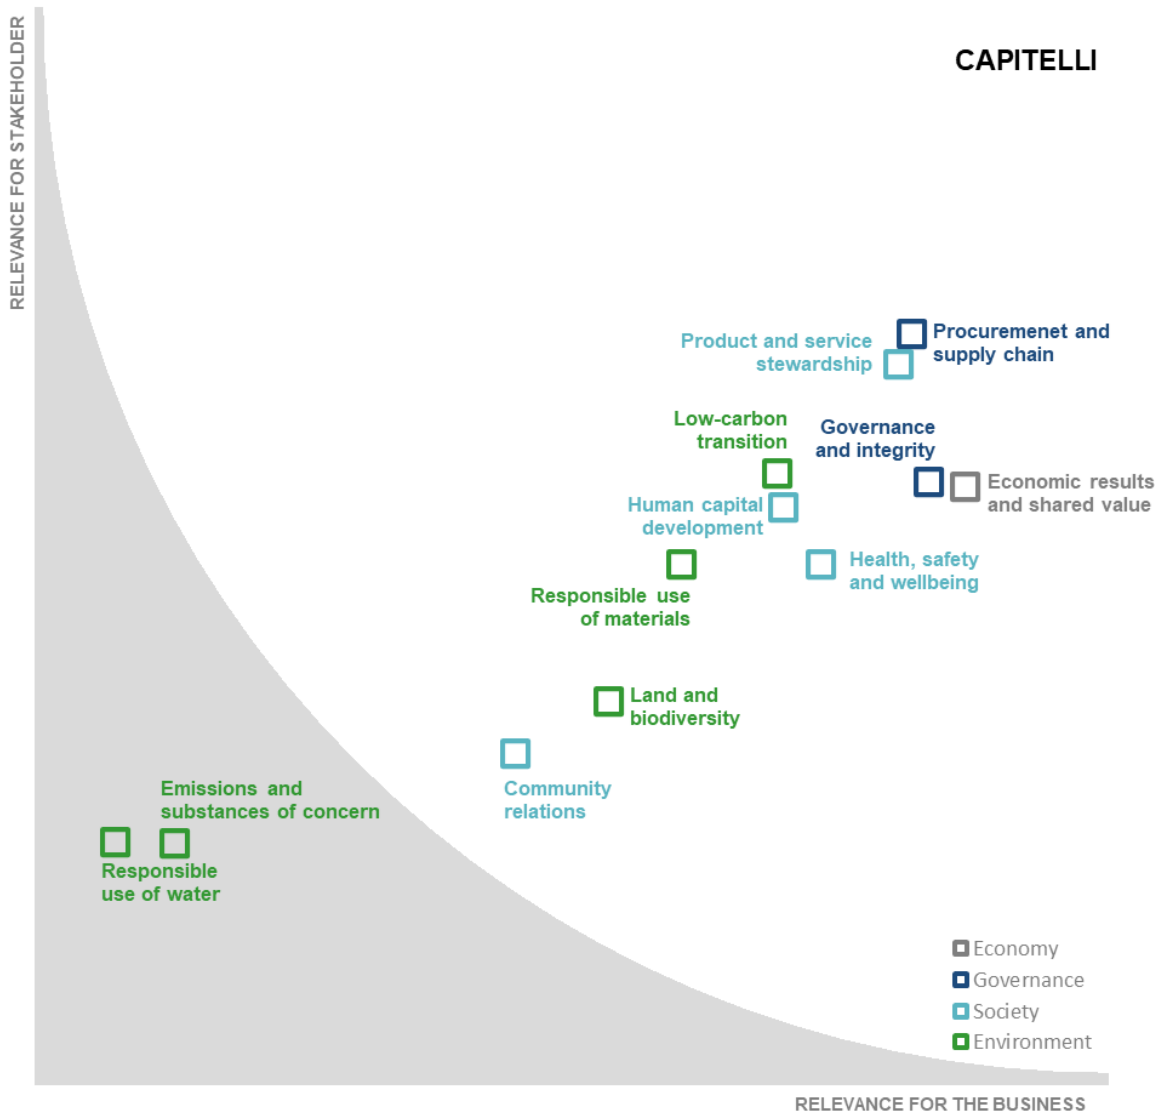 RELEVANCE FOR STAKEHOLDER
CAPITELLI
Product and service
stewardship
Procuremenet and
supply chain
Low-carbon
transition
Governance
and integrity
Economic results
and shared value
Human capital
development
Health, safety
and wellbeing
Responsible use
of materials
Land and
biodiversity
Community
relations
Emissions and
substances of concern
Responsible
use of water
Economy
Governance
Society
Environment
RELEVANCE FOR THE BUSINESS